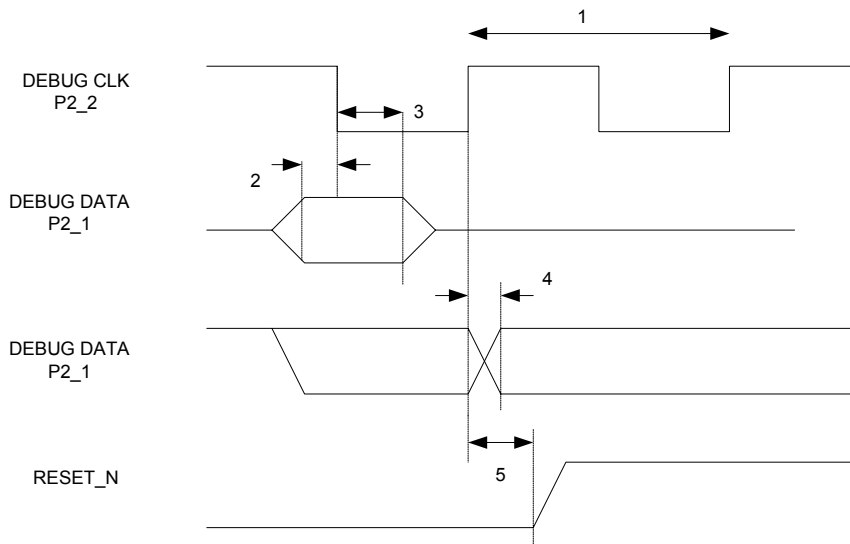 1
DEBUG CLK
P2_2
3
2
DEBUG DATA
P2_1
4
DEBUG DATA
P2_1
RESET_N
5